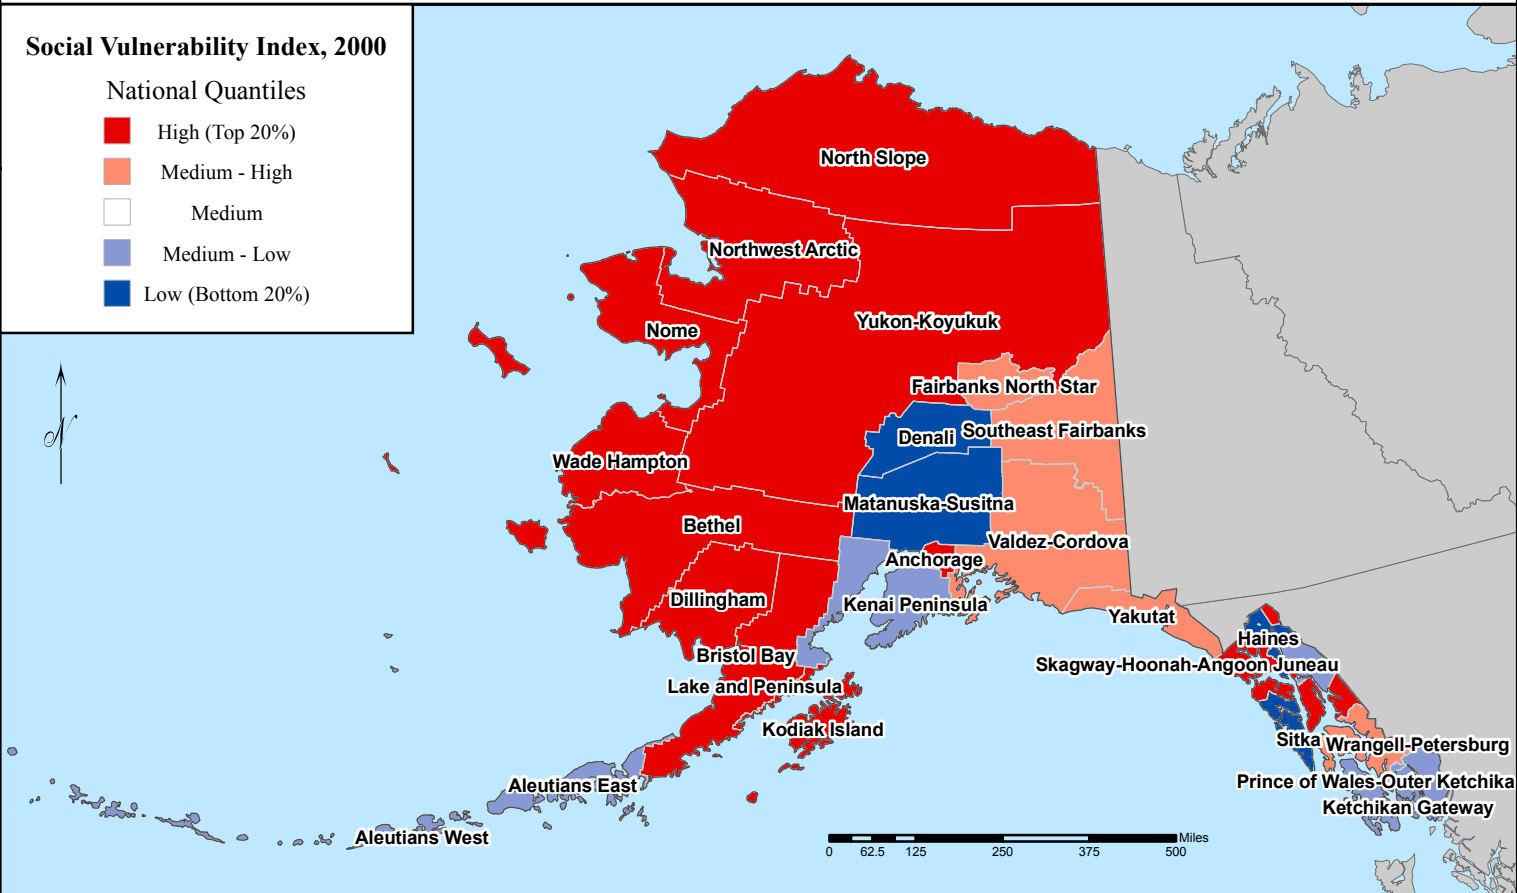 Social Vulnerability Index, 2000
National Quantiles
High (Top 20%)
Medium - High
Medium
Medium - Low
Low (Bottom 20%)
N
North Slope
Northwest Arctic
Nome
Yukon-Koyukuk
Fairbanks North Star
Southeast Fairbanks
Denali
Wade Hampton
Matanuska-Susitna
Bethel
Valdez-Cordova
Anchorage
Dillingham
Kenai Peninsula
Yakutat
Haines
Bristol Bay
Skagway-Hoonah-Angoon Juneau
Lake and Peninsula
Kodiak Island
Sitka
Wrangell-Petersburg
Aleutians East
Prince of Wales-Outer Ketchika
Ketchikan Gateway
Aleutians West
Miles
0 62.5 125 250 375 500